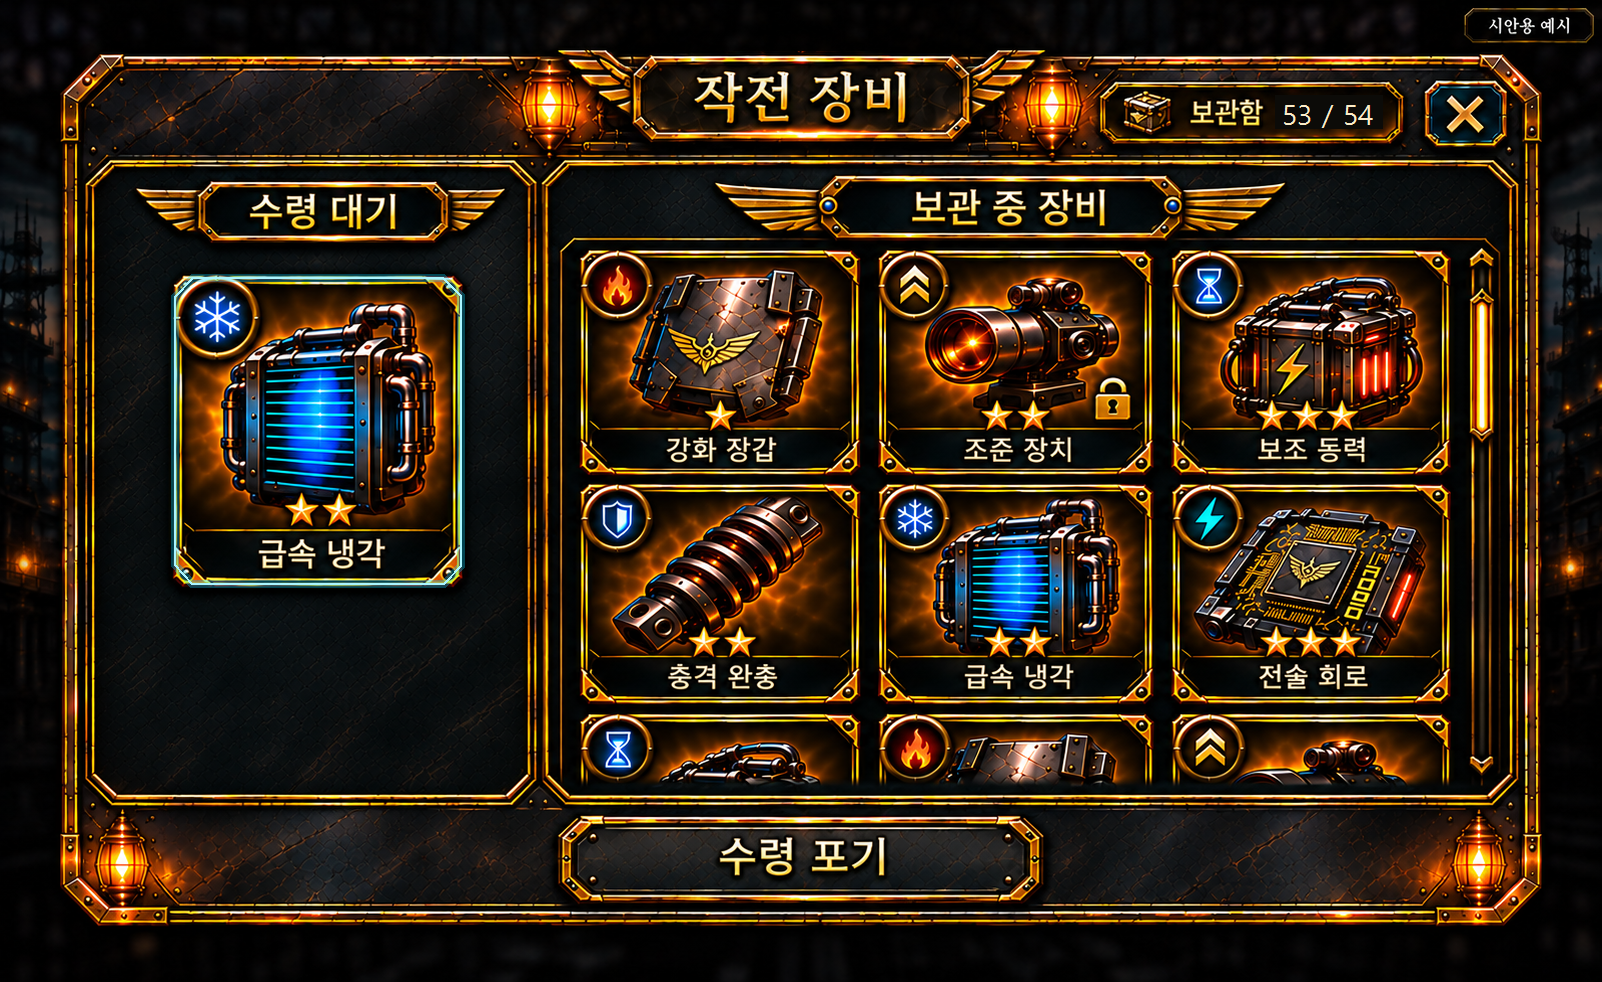 시안용 예시
작전 장비
보관함 53 / 54
수령 대기
보관 중 장비
급속 냉각
강화 장갑
조준 장치
보조 동력
충격 완충
급속 냉각
전술 회로
수령 포기